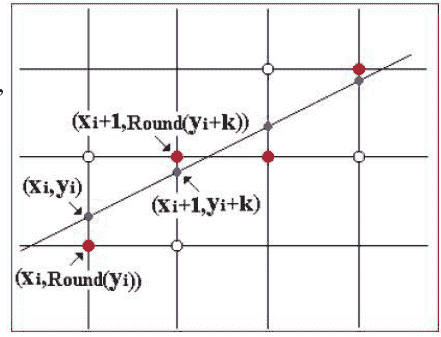 ,
(xi+1,Round(yi+k))
(xi,yi)
(xi+1,yi+k)
(xi,Round(yi))